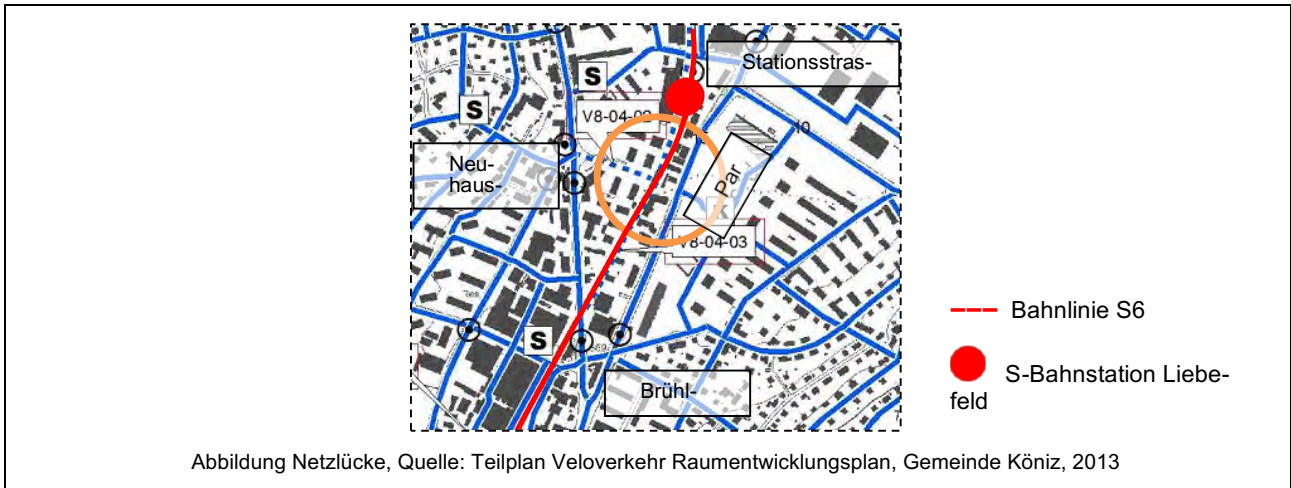 Stationsstras-
S
S
V8-04-02
10
Neu-
haus-
Par
V8-04-03
S
Brühl-
Bahnlinie S6
S-Bahnstation Liebe-
feld
Abbildung Netzlücke, Quelle: Teilplan Veloverkehr Raumentwicklungsplan, Gemeinde Köniz, 2013